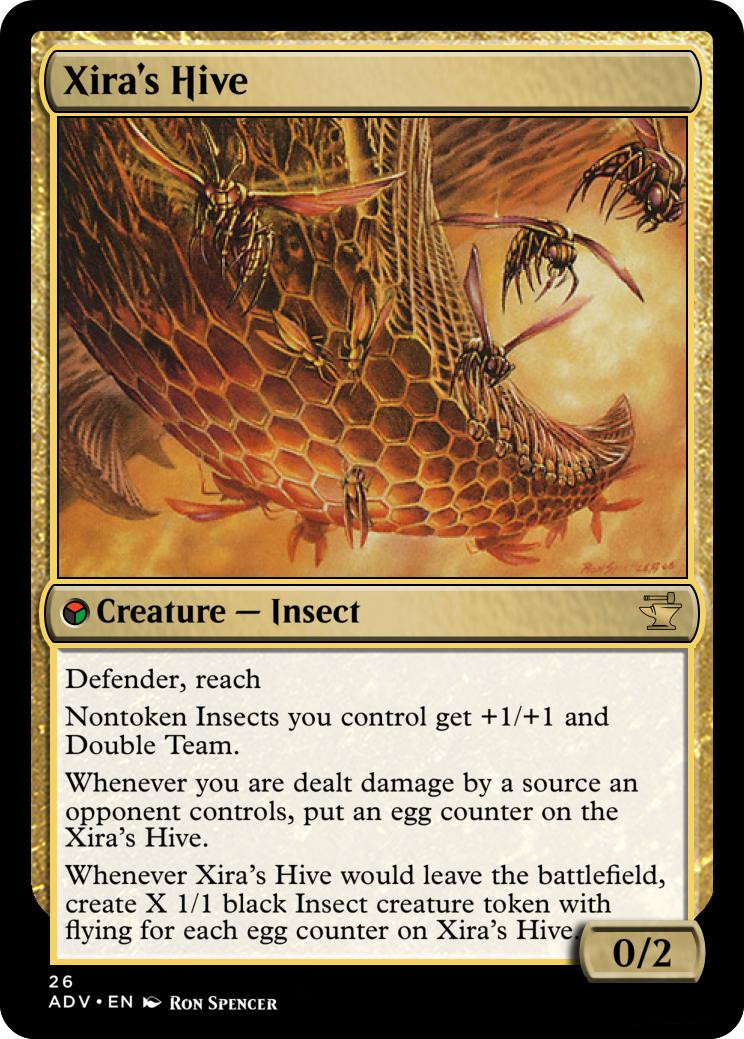 Xira's Hive
Creature — Insect
Defender, reach
Nontoken Insects you control get +1/+1 and
Double Team.
Whenever you are dealt damage by a source an
opponent controls, put an egg counter on the
Xira's Hive.
Whenever Xira's Hive would leave the battlefield,
create X 1/1 black Insect creature token with
flying for each egg counter on Xira's Hive.
0/2
26
ADV • EN Ron Spencer